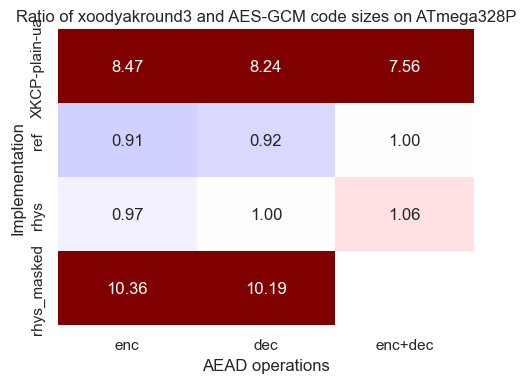 Ratio of xoodyakround3 and AES-GCM code sizes on ATmega328P
Implementation
XKCP-plain-ua
8.47 8.24 7.56
ref
0.91 0.92 1.00
rhys
0.97 1.00 1.06
rhys_masked
10.36 10.19
enc dec enc+dec
AEAD operations